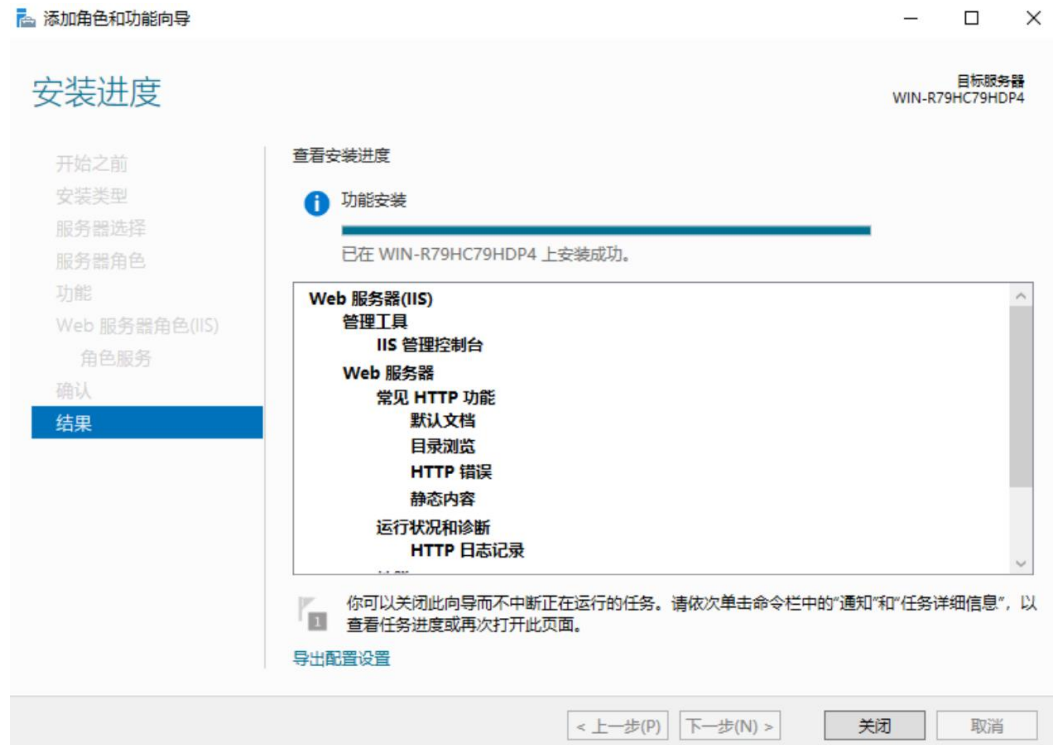 添加角色和功能向导
安装进度
目标服务器
WIN-R79HC79HDP4
开始之前
安装类型
服务器选择
服务器角色
功能
Web 服务器角色(IIS)
角色服务
确认
结果
查看安装进度
功能安装
已在 WIN-R79HC79HDP4 上安装成功。
Web 服务器(IIS)
管理工具
IIS 管理控制台
Web 服务器
常见 HTTP 功能
默认文档
目录浏览
HTTP 错误
静态内容
运行状况和诊断
HTTP 日志记录
1
你可以关闭此向导而不中断正在运行的任务。请依次单击命令栏中的“通知”和“任务详细信息”，以
查看任务进度或再次打开此页面。
导出配置设置
< 上一步(P) 下一步(N) > 关闭 取消